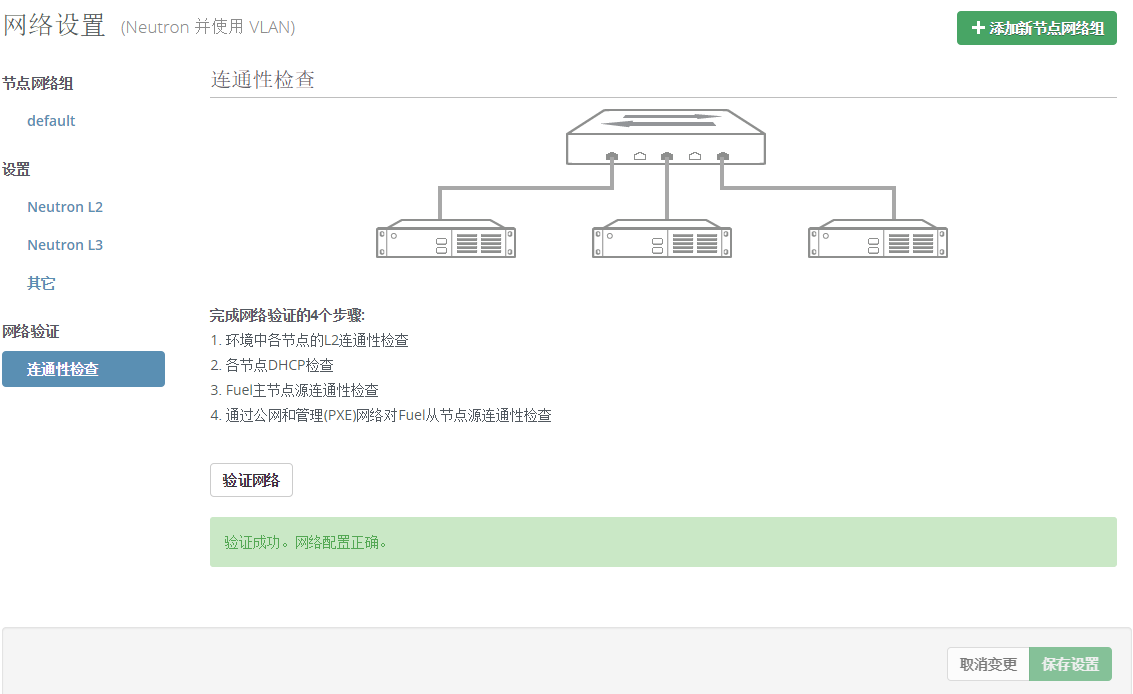 网络设置 (Neutron 并使用 VLAN)
+ 添加新节点网络组
节点网络组
default
设置
Neutron L2
Neutron L3
其它
网络验证
连通性检查
连通性检查
完成网络验证的4个步骤:
1. 环境中各节点的L2连通性检查
2. 各节点DHCP检查
3. Fuel主节点源连通性检查
4. 通过公网和管理(PXE)网络对Fuel从节点源连通性检查
验证网络
验证成功。网络配置正确。
取消变更 保存设置